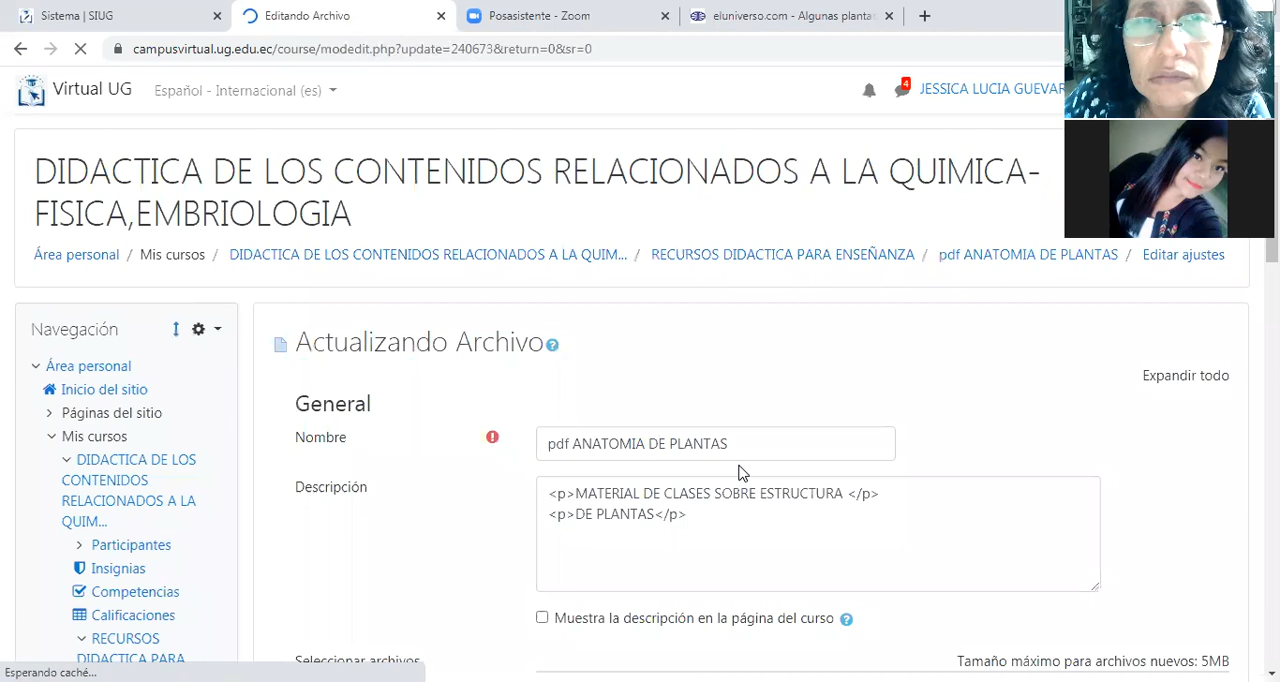 Sistema | SIUG
Editando Archivo
Posasistente - Zoom
eluniverso.com - Algunas planta
campusvirtual.ug.edu.ec/course/modedit.php?update=240673&return=0&sr=0
Virtual UG
Español - Internacional (es)
4
JESSICA LUCIA GUEVAR
DIDACTICA DE LOS CONTENIDOS RELACIONADOS A LA QUIMICA-
FISICA,EMBRIOLOGIA
Área personal / Mis cursos / DIDACTICA DE LOS CONTENIDOS RELACIONADOS A LA QUIM... / RECURSOS DIDACTICA PARA ENSEÑANZA / pdf ANATOMIA DE PLANTAS / Editar ajustes
Navegación
Área personal
Inicio del sitio
Páginas del sitio
Mis cursos
DIDACTICA DE LOS
CONTENIDOS
RELACIONADOS A LA
QUIM...
Participantes
Insignias
Competencias
Calificaciones
RECURSOS
DIDACTICA PARA
Actualizando Archivo
Expandir todo
General
Nombre
pdf ANATOMIA DE PLANTAS
Descripción
<p>MATERIAL DE CLASES SOBRE ESTRUCTURA </p>
<p>DE PLANTAS</p>
Muestra la descripción en la página del curso
Seleccionar archivos
Tamaño máximo para archivos nuevos: 5MB
Esperando caché...